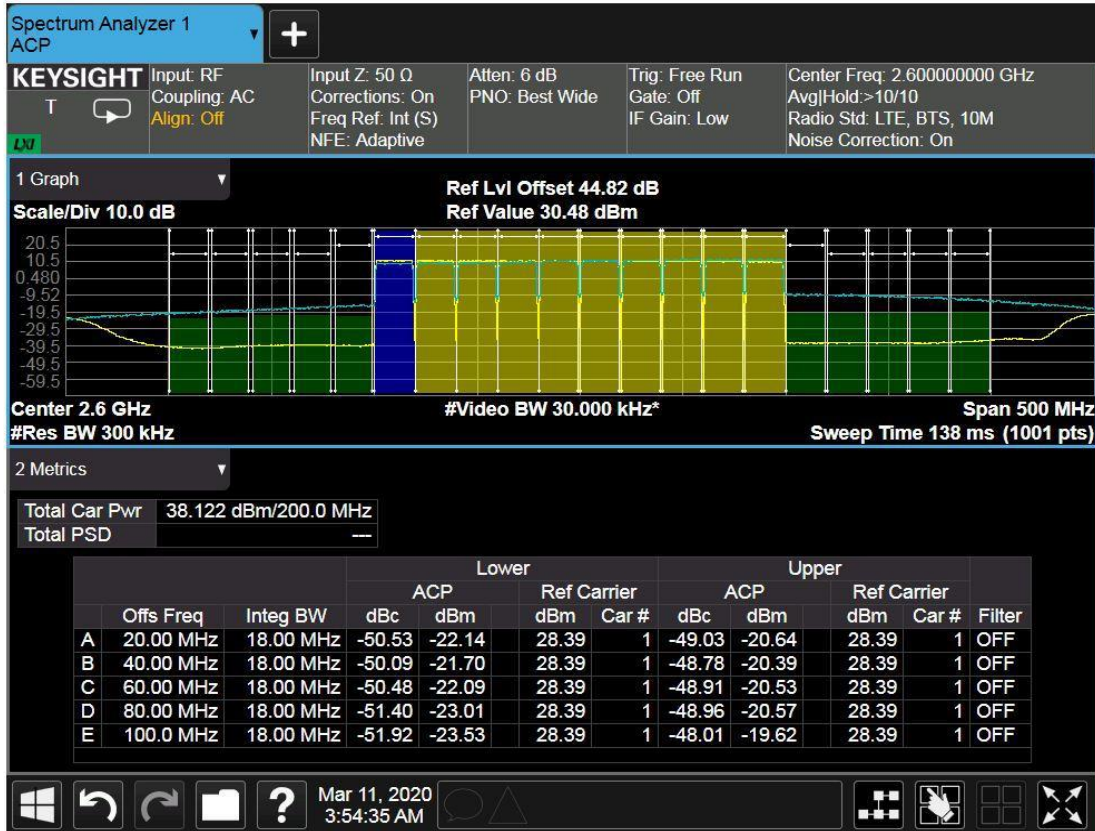 Spectrum Analyzer 1
ACP
+
KEYSIGHT Input: RF Input Z: 50 Ω Atten: 6 dB Trig: Free Run Center Freq: 2.600000000 GHz
T Coupling: AC Corrections: On PNO: Best Wide Gate: Off Avg|Hold:>10/10
Align: Off Freq Ref: Int (S) IF Gain: Low Radio Std: LTE, BTS, 10M
LXI NFE: Adaptive Noise Correction: On
1 Graph
Ref Lvl Offset 44.82 dB
Scale/Div 10.0 dB Ref Value 30.48 dBm
20.5
10.5
0.480
-9.52
-19.5
-29.5
-39.5
-49.5
-59.5
Center 2.6 GHz #Video BW 30.000 kHz* Span 500 MHz
#Res BW 300 kHz Sweep Time 138 ms (1001 pts)
2 Metrics
Total Car Pwr 38.122 dBm/200.0 MHz
Total PSD ---
Lower Upper
ACP Ref Carrier ACP Ref Carrier
Offs Freq Integ BW dBc dBm dBm Car # dBc dBm dBm Car # Filter
A 20.00 MHz 18.00 MHz -50.53 -22.14 28.39 1 -49.03 -20.64 28.39 1 OFF
B 40.00 MHz 18.00 MHz -50.09 -21.70 28.39 1 -48.78 -20.39 28.39 1 OFF
C 60.00 MHz 18.00 MHz -50.48 -22.09 28.39 1 -48.91 -20.53 28.39 1 OFF
D 80.00 MHz 18.00 MHz -51.40 -23.01 28.39 1 -48.96 -20.57 28.39 1 OFF
E 100.0 MHz 18.00 MHz -51.92 -23.53 28.39 1 -48.01 -19.62 28.39 1 OFF
? Mar 11, 2020
3:54:35 AM